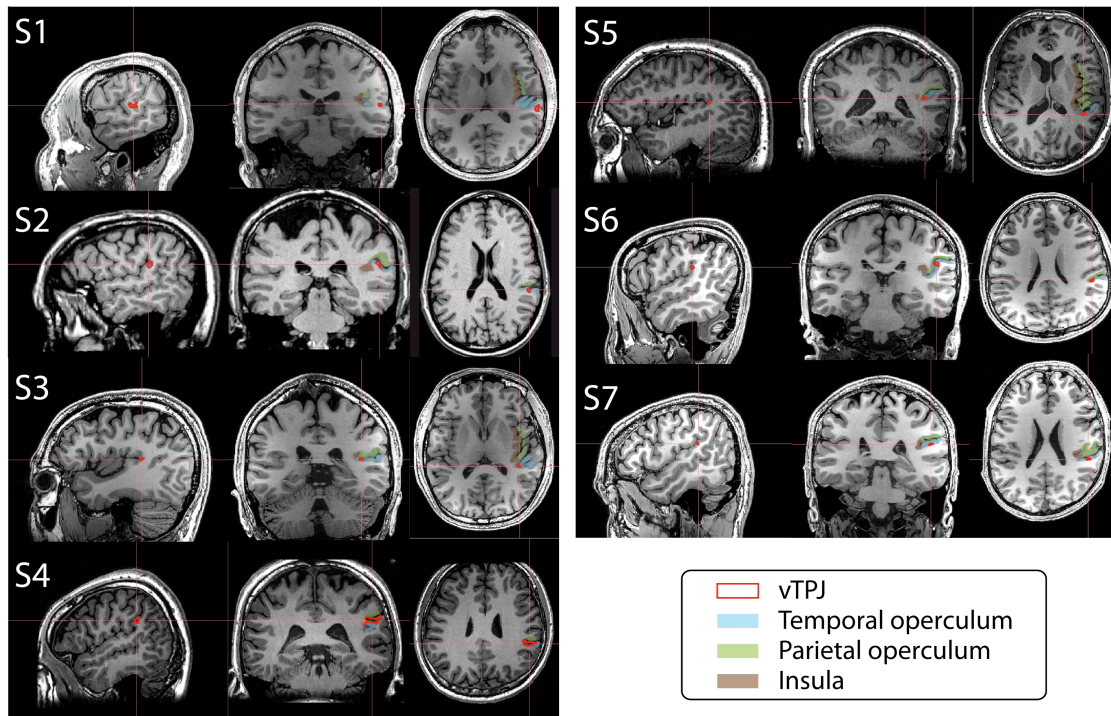 S1
S2
S3
S4
S5
S6
S7
vTPJ
Temporal operculum
Parietal operculum
Insula